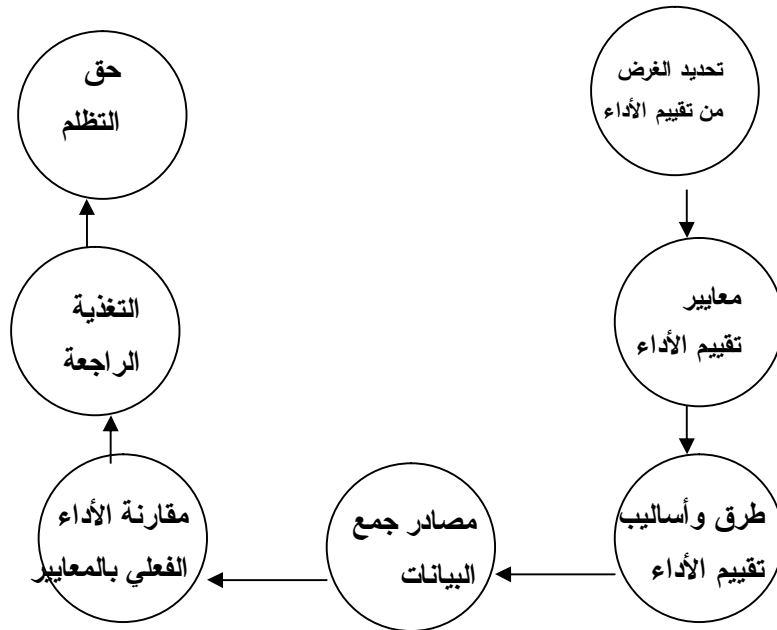 تحديد الغرض
من تقييم الأداء
معايير
تقييم الأداء
طرق وأساليب
تقييم الأداء
مصادر جمع
البيانات
مقارنة الأداء
الفعلي بالمعايير
التغذية
الراجعة
حق
التظلم